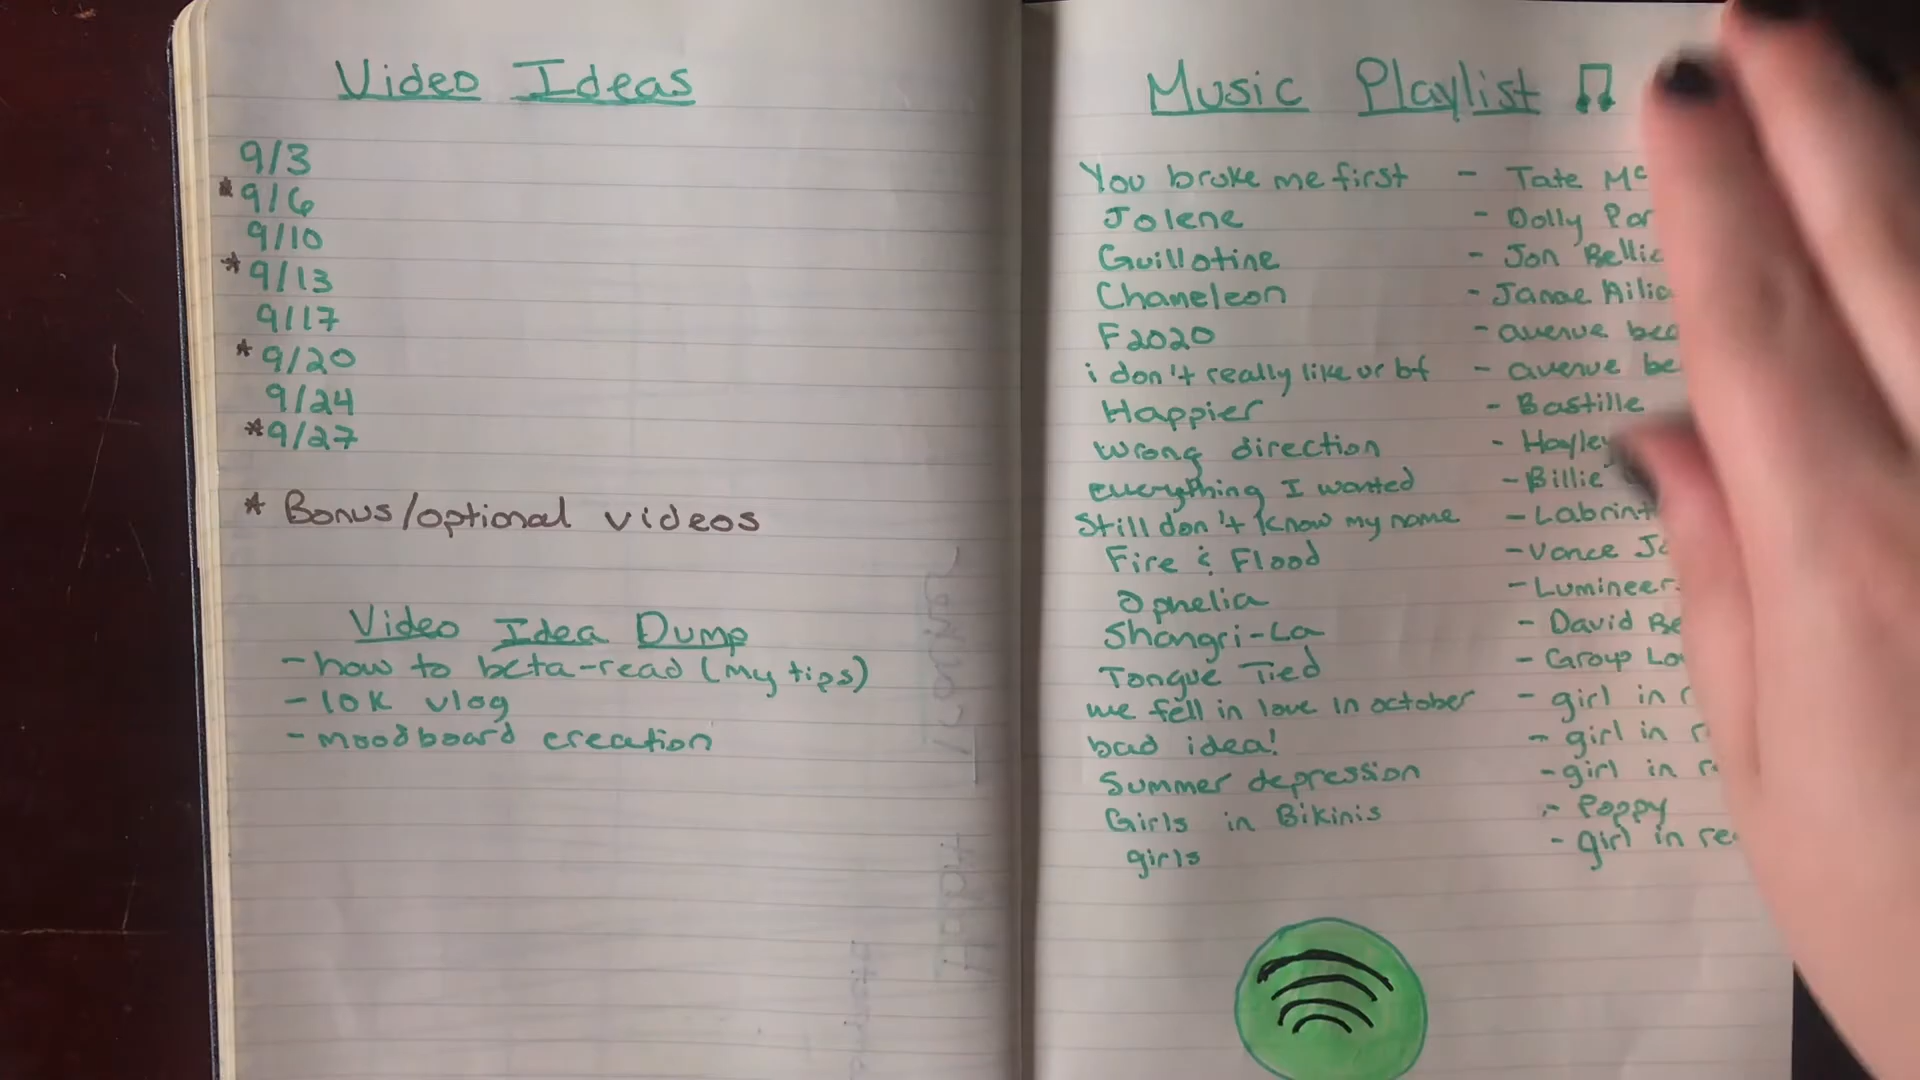 Video Ideas
9/3
*9/6
9/10
*9/13
9/17
*9/20
9/24
*9/27
* Bonus/optional videos
Video Idea Dump
- how to beta-read (my tips)
- 10K vlog
- moodboard creation
Music Playlist
You broke me first - Tate Mc
Jolene - Dolly Par
Guillotine - Jon Bellio
Chameleon - Janae Ailio
F2020 - avenue bea
i don't really like ur bf - avenue be
Happier - Bastille
wrong direction - Hayley
everything I wanted - Billie
Still don't know my name - Labrint
Fire & Flood - Vance Jo
Ophelia - Lumineers
Shangri-La - David Be
Tongue Tied - Group Lo
we fell in love in october - girl in r
bad idea! - girl in r
Summer depression - girl in re
Girls in Bikinis - Poppy
girls - girl in re